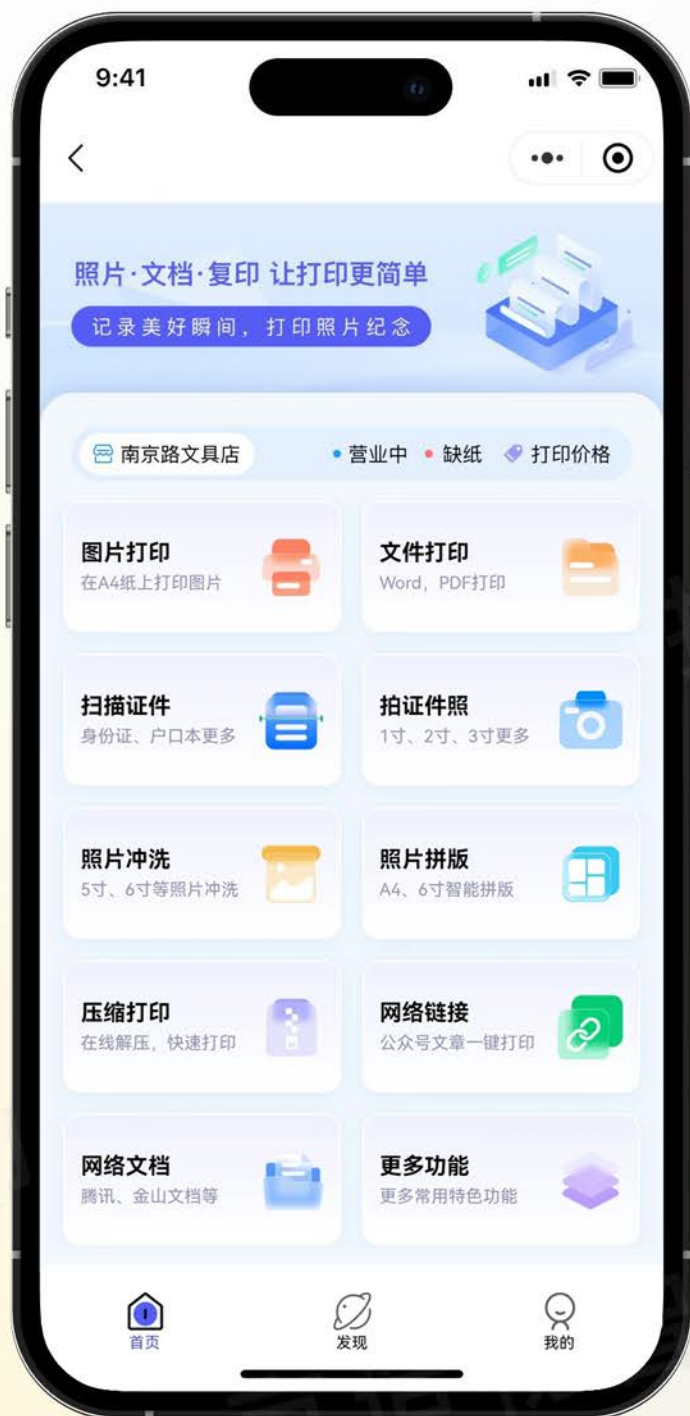 9:41
照片·文档·复印 让打印更简单
记录美好瞬间，打印照片纪念
南京路文具店 营业中 缺纸 打印价格
图片打印
在A4纸上打印图片
文件打印
Word，PDF打印
扫描证件
身份证、户口本更多
拍证件照
1寸、2寸、3寸更多
照片冲洗
5寸、6寸等照片冲洗
照片拼版
A4、6寸智能拼版
压缩打印
在线解压，快速打印
网络链接
公众号文章一键打印
网络文档
腾讯、金山文档等
更多功能
更多常用特色功能
首页 发现 我的